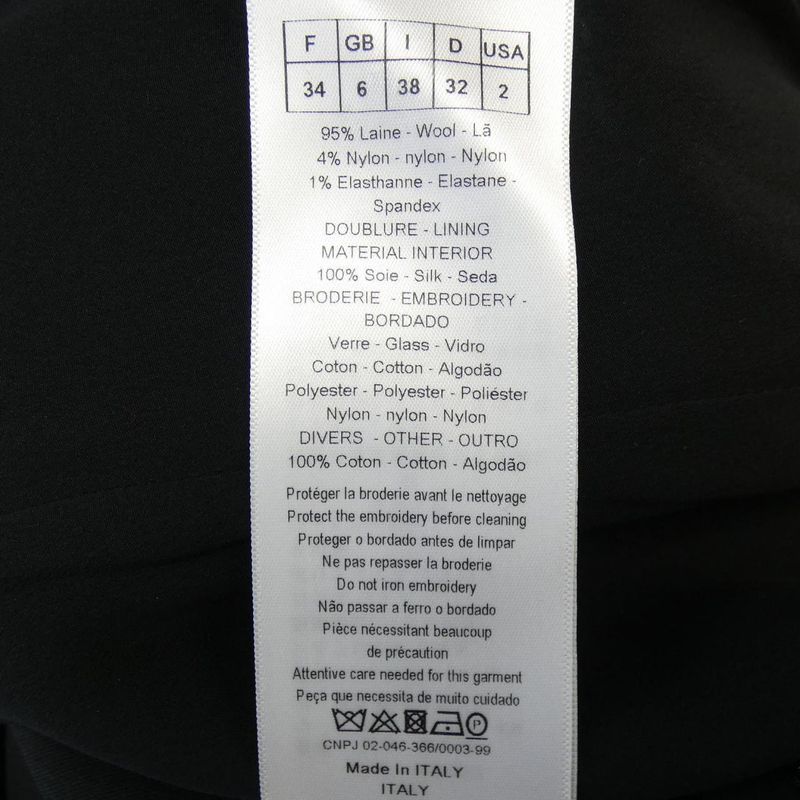 F GB I D USA
34 6 38 32 2
95% Laine - Wool - Lã
4% Nylon - nylon - Nylon
1% Elasthanne - Elastane -
Spandex
DOUBLURE - LINING
MATERIAL INTERIOR
100% Soie - Silk - Seda
BRODERIE - EMBROIDERY -
BORDADO
Verre - Glass - Vidro
Coton - Cotton - Algodão
Polyester - Polyester - Poliéster
Nylon - nylon - Nylon
DIVERS - OTHER - OUTRO
100% Coton - Cotton - Algodão
Protéger la broderie avant le nettoyage
Protect the embroidery before cleaning
Proteger o bordado antes de limpar
Ne pas repasser la broderie
Do not iron embroidery
Não passar a ferro o bordado
Pièce nécessitant beaucoup
de précaution
Attentive care needed for this garment
Peça que necessita de muito cuidado
P
CNPJ 02-046-366/0003-99
Made In ITALY
ITALY